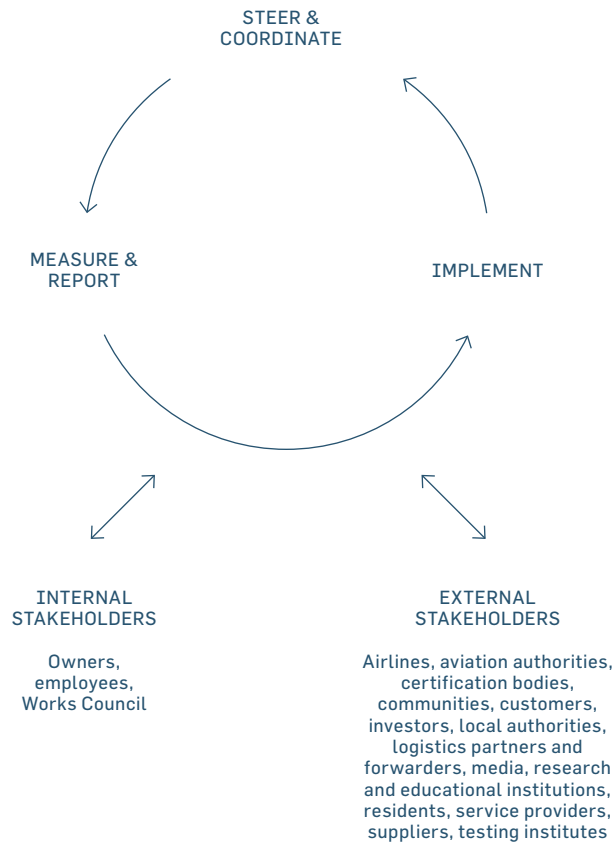 STEER &
COORDINATE
MEASURE &
REPORT
IMPLEMENT
INTERNAL
STAKEHOLDERS
Owners,
employees,
Works Council
EXTERNAL
STAKEHOLDERS
Airlines, aviation authorities,
certification bodies,
communities, customers,
investors, local authorities,
logistics partners and
forwarders, media, research
and educational institutions,
residents, service providers,
suppliers, testing institutes